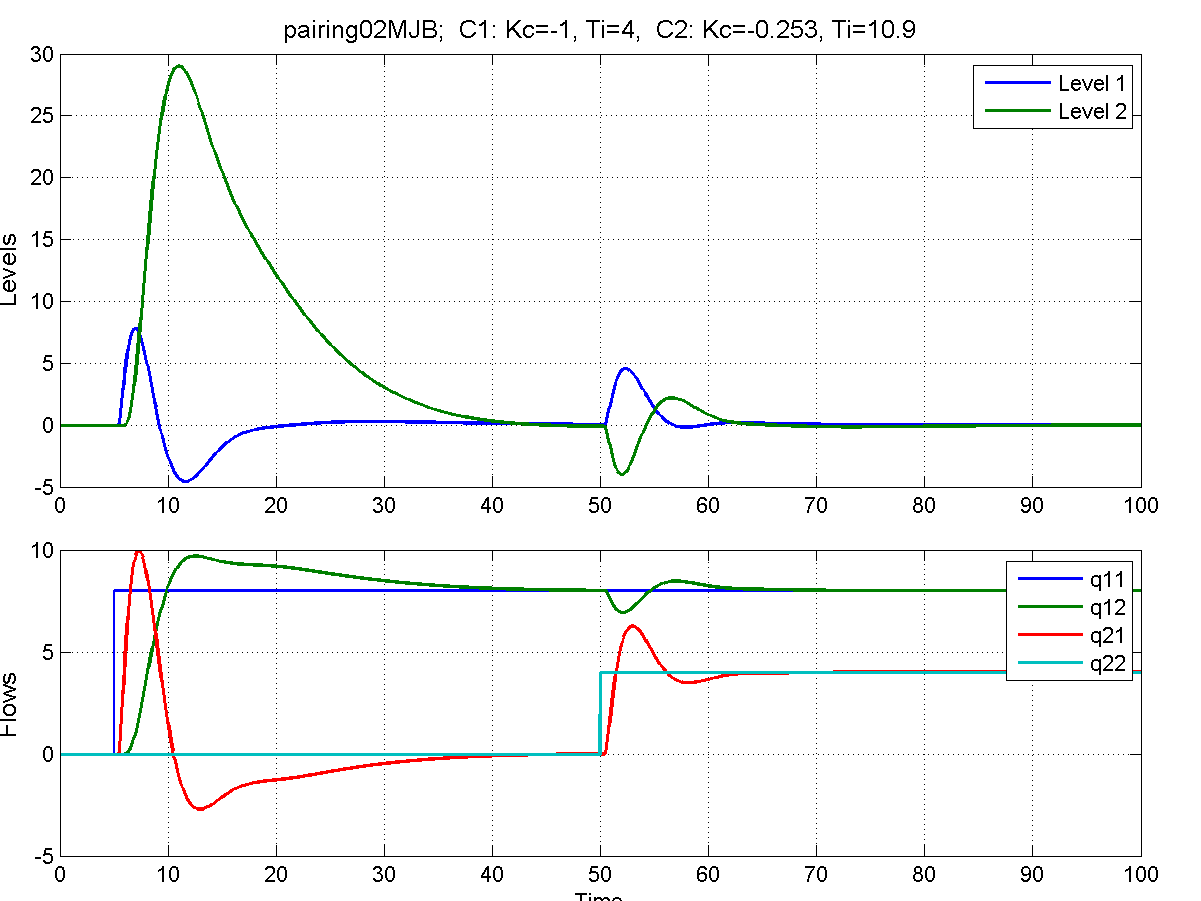 pairing02MJB;  C1: Kc=-1, Ti=4,  C2: Kc=-0.253, Ti=10.9
30
25
20
15
10
5
0
-5
Levels
Level 1
Level 2
0 10 20 30 40 50 60 70 80 90 100
10
5
0
-5
Flows
q11
q12
q21
q22
0 10 20 30 40 50 60 70 80 90 100
Time